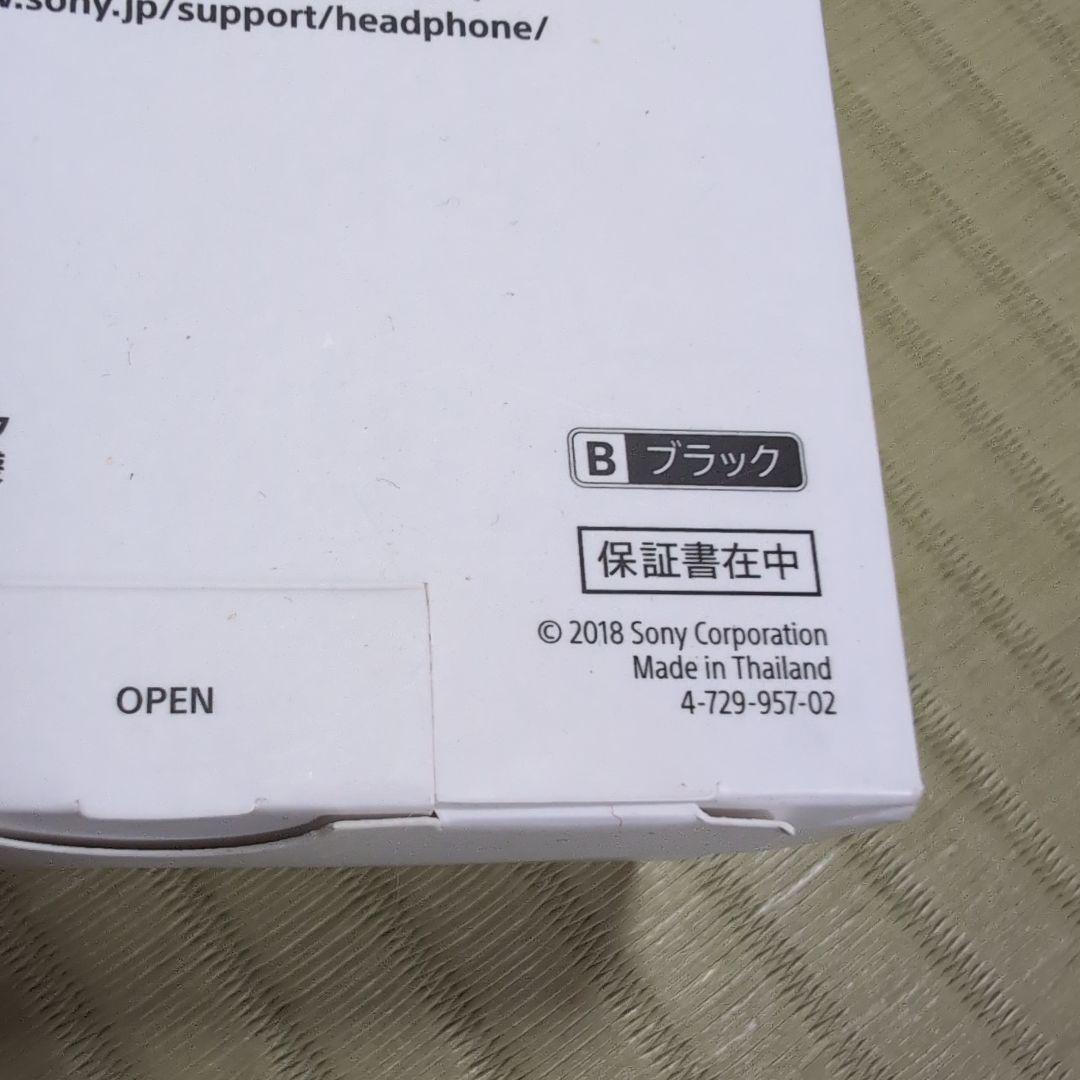 .sony.jp/support/headphone/
B ブラック
保証書在中
© 2018 Sony Corporation
Made in Thailand
4-729-957-02
OPEN